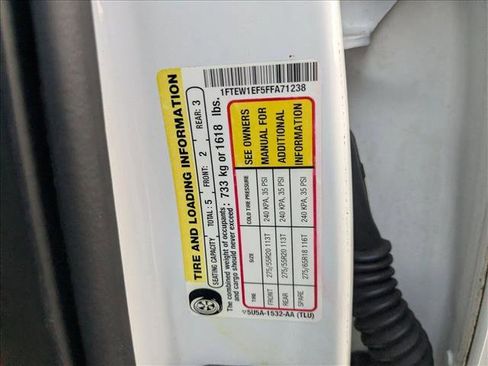 1FTEW1EF5FFA71238
TIRE AND LOADING INFORMATION
SEATING CAPACITY TOTAL: 5 FRONT: 2 REAR: 3
The combined weight of occupants and cargo should never exceed: 733 kg or 1618 lbs.
TIRE SIZE COLD TIRE PRESSURE
FRONT 275/55R20 113T 240 KPA, 35 PSI
REAR 275/55R20 113T 240 KPA, 35 PSI
SPARE 275/65R18 116T 240 KPA, 35 PSI
SEE OWNERS
MANUAL FOR
ADDITIONAL
INFORMATION
5U5A-1532-AA (TLU)